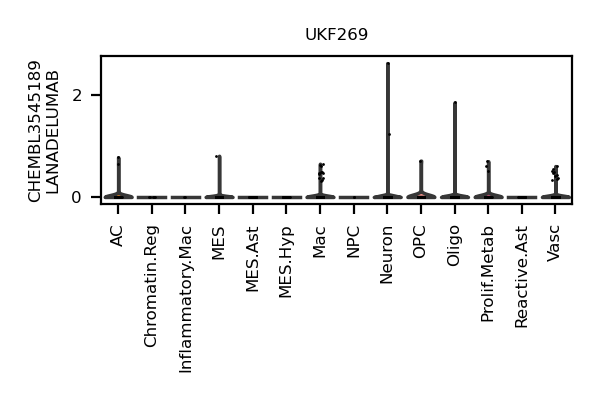 UKF269
CHEMBL3545189
LANADELUMAB
2
0
AC
Chromatin.Reg
Inflammatory.Mac
MES
MES.Ast
MES.Hyp
Mac
NPC
Neuron
OPC
Oligo
Prolif.Metab
Reactive.Ast
Vasc